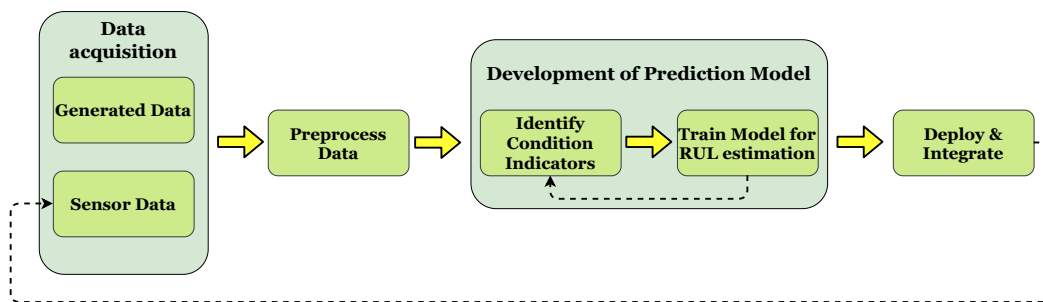 Data
acquisition
Generated Data
Sensor Data
Preprocess
Data
Development of Prediction Model
Identify
Condition
Indicators
Train Model for
RUL estimation
Deploy &
Integrate